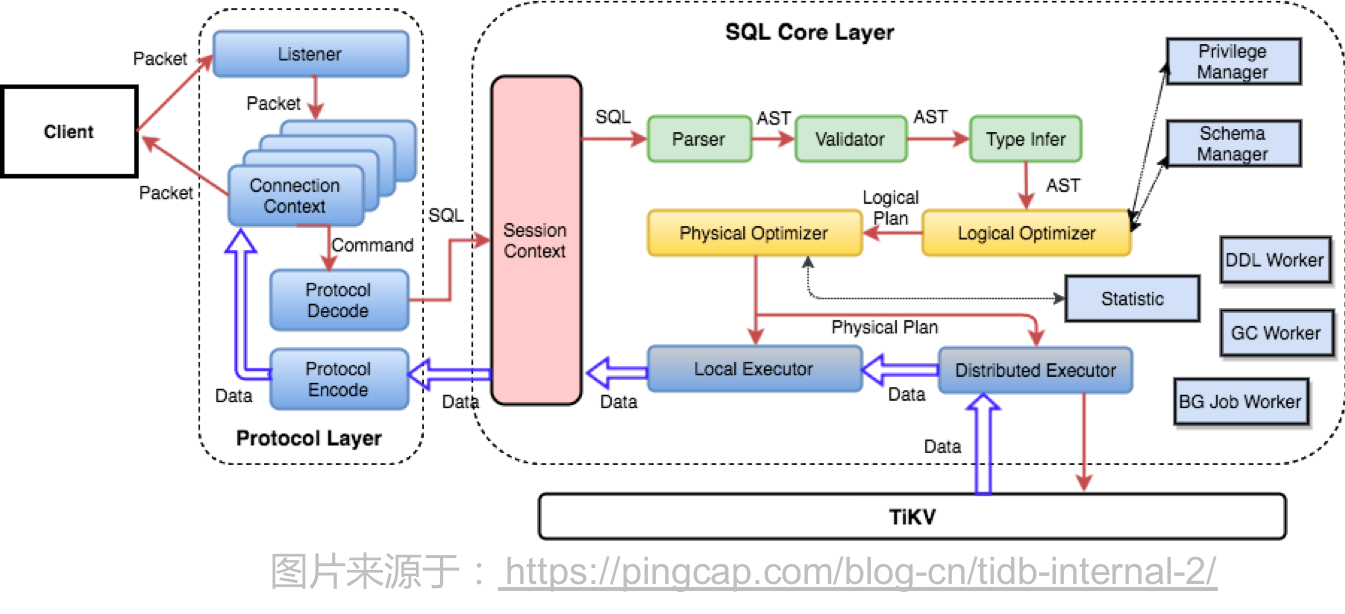 SQL Core Layer
Privilege
Manager
Listener
Packet
Packet
Client
SQL
Parser
AST
Validator
AST
Type Infer
Schema
Manager
Packet
Connection
Context
AST
SQL
Session
Context
Logical
Plan
Physical Optimizer
Logical Optimizer
Command
DDL Worker
Protocol
Decode
Statistic
Physical Plan
GC Worker
Protocol
Encode
Local Executor
Distributed Executor
Data
Data
Data
Data
BG Job Worker
Protocol Layer
Data
TiKV
图片来源于： https://pingcap.com/blog-cn/tidb-internal-2/